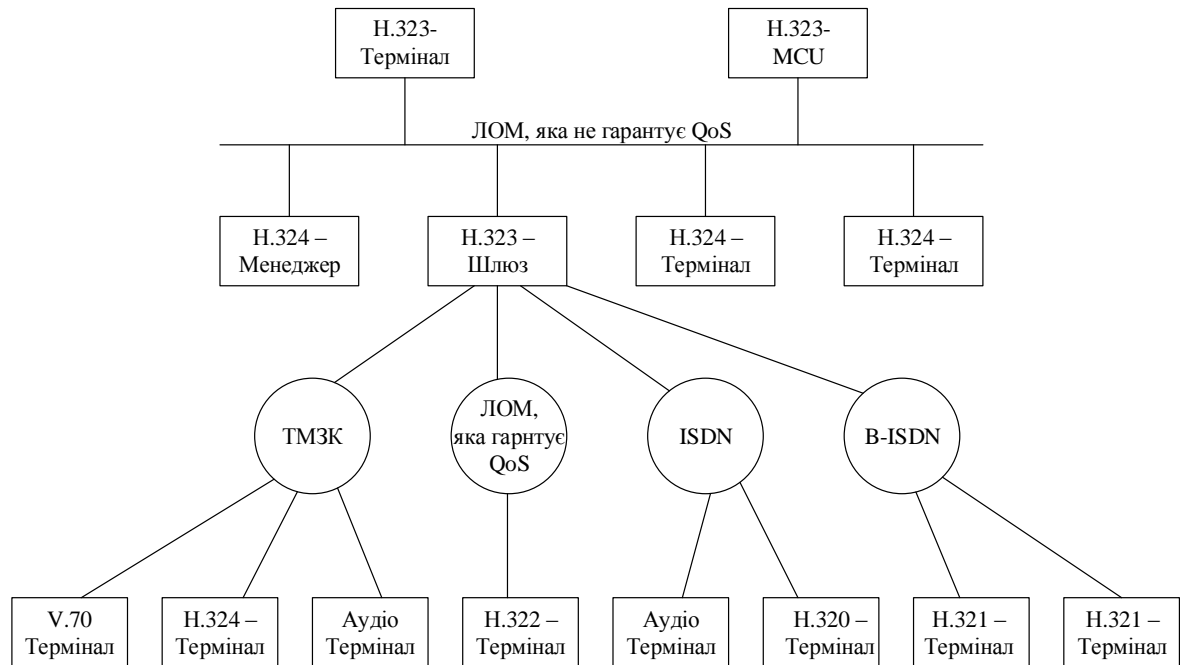 Н.323-
Термінал
Н.323-
MCU
ЛОМ, яка не гарантує QoS
Н.324 –
Менеджер
Н.323 –
Шлюз
Н.324 –
Термінал
Н.324 –
Термінал
ТМЗК
ЛОМ,
яка гарнтує
QoS
ISDN
B-ISDN
V.70
Термінал
Н.324 –
Термінал
Аудіо
Термінал
Н.322 –
Термінал
Аудіо
Термінал
Н.320 –
Термінал
Н.321 –
Термінал
Н.321 –
Термінал